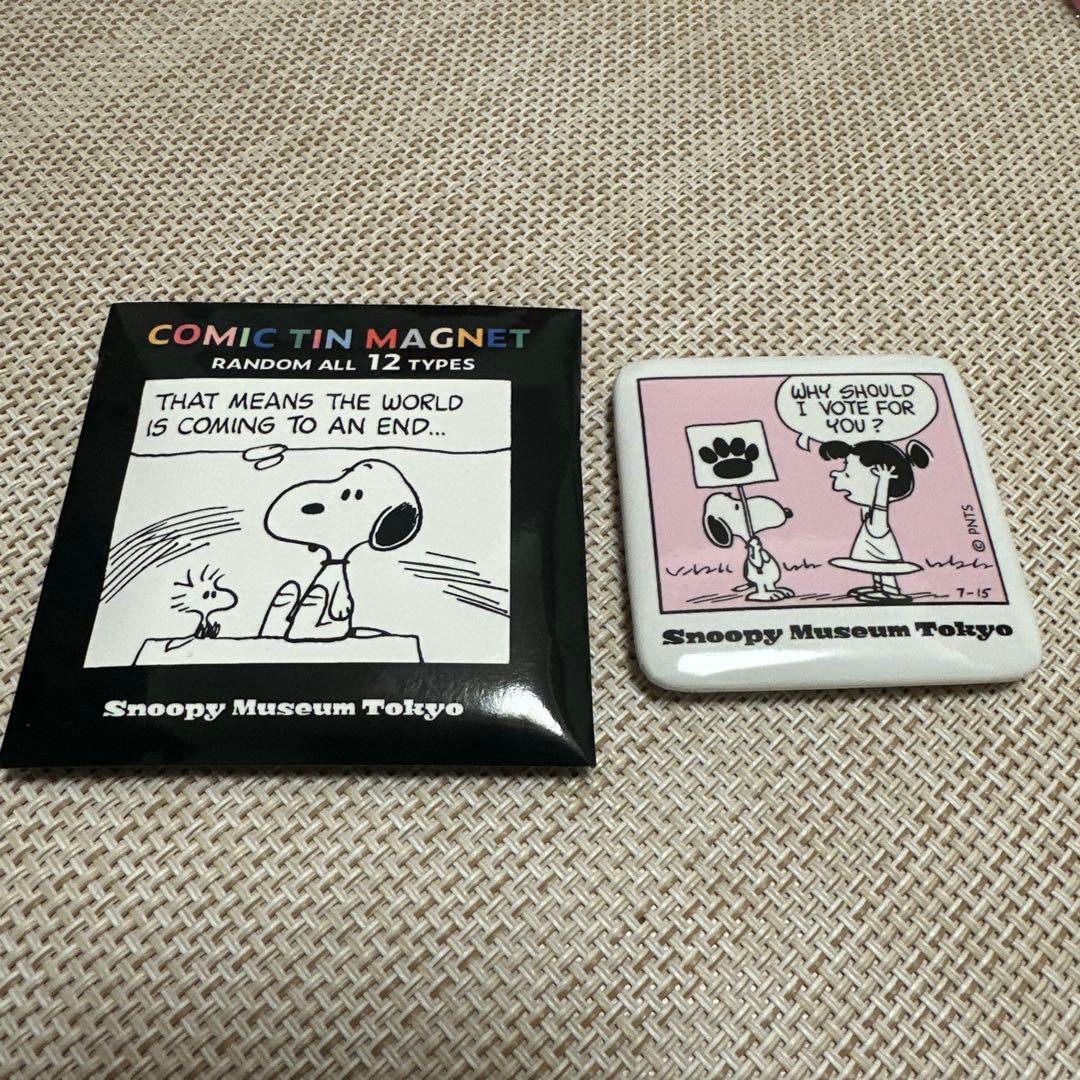 COMIC TIN MAGNET
RANDOM ALL 12 TYPES
THAT MEANS THE WORLD
IS COMING TO AN END...
Snoopy Museum Tokyo
WHY SHOULD
I VOTE FOR
YOU?
© PNTS
7-15
Snoopy Museum Tokyo